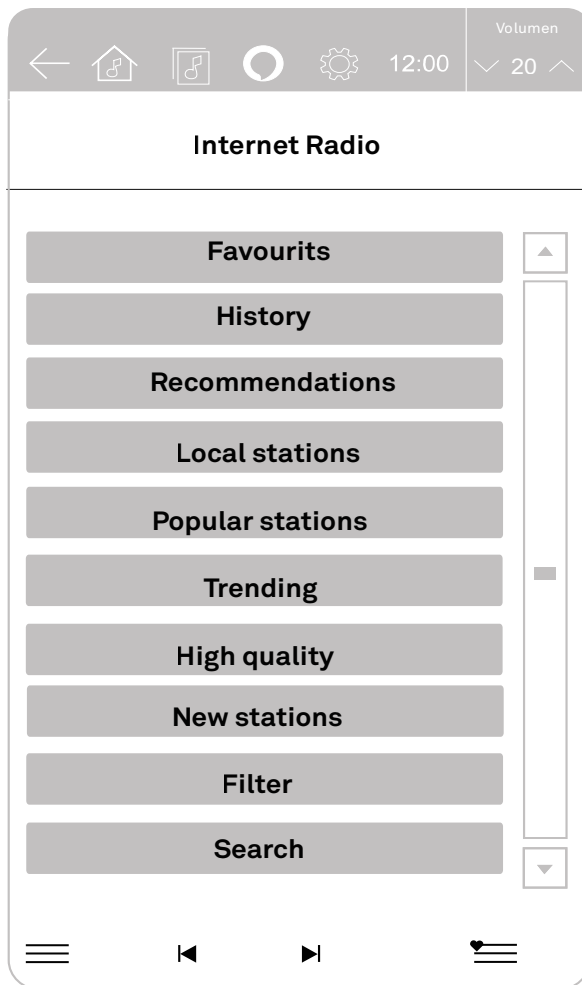 Volumen
12:00
20
Internet Radio
Favourits
History
Recommendations
Local stations
Popular stations
Trending
High quality
New stations
Filter
Search